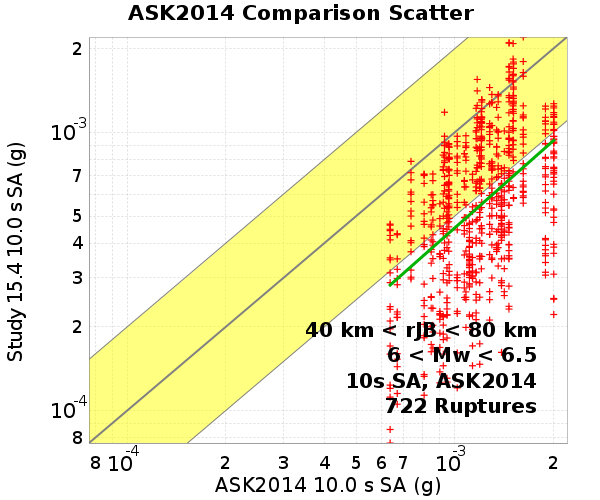 ASK2014 Comparison Scatter
Study 15.4 10.0 s SA (g)
2
10-3
7
5
4
3
2
10-4
8
40 km < rJB < 80 km
6 < Mw < 6.5
10s SA, ASK2014
722 Ruptures
8 10-4 2 3 4 5 6 7 10-3 2
ASK2014 10.0 s SA (g)